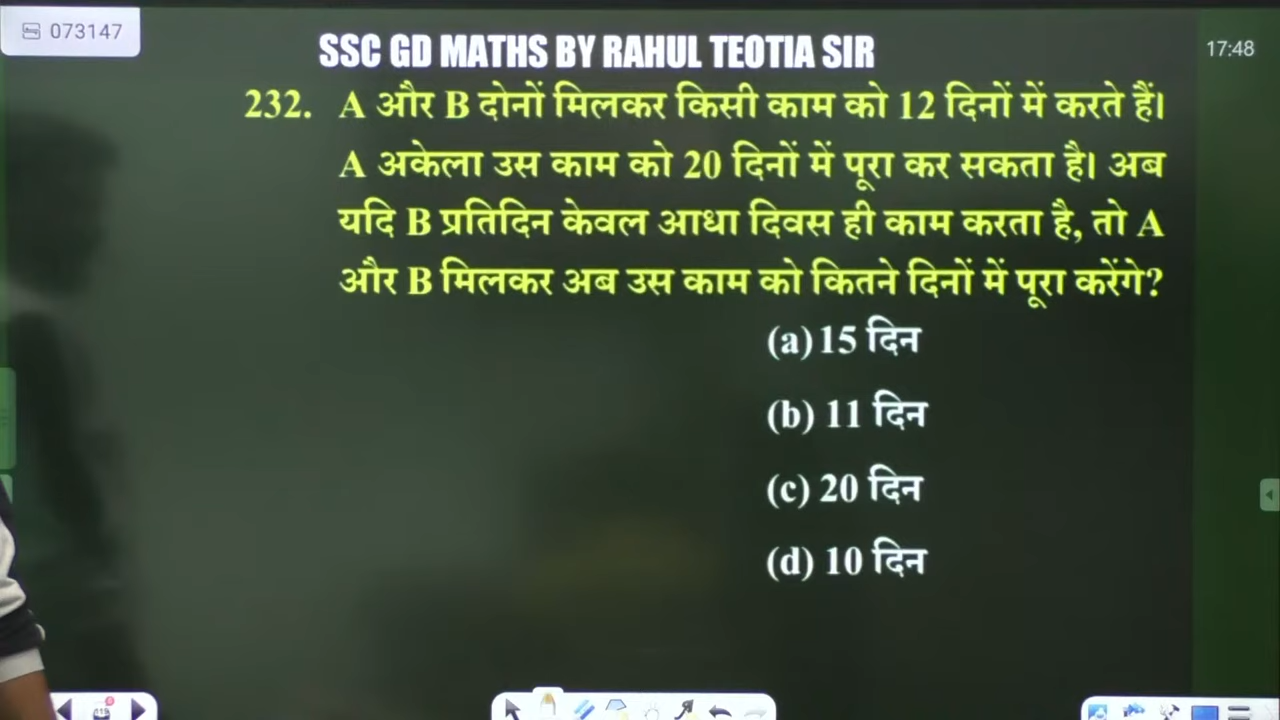 073147
SSC GD MATHS BY RAHUL TEOTIA SIR
17:48
232. A और B दोनों मिलकर किसी काम को 12 दिनों में करते हैं।
A अकेला उस काम को 20 दिनों में पूरा कर सकता है। अब
यदि B प्रतिदिन केवल आधा दिवस ही काम करता है, तो A
और B मिलकर अब उस काम को कितने दिनों में पूरा करेंगे?
(a) 15 दिन
(b) 11 दिन
(c) 20 दिन
(d) 10 दिन